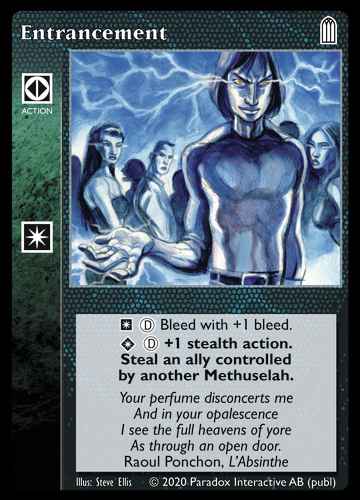 Entrancement
ACTION
Ⓓ Bleed with +1 bleed.
Ⓓ +1 stealth action.
Steal an ally controlled
by another Methuselah.
Your perfume disconcerts me
And in your opalescence
I see the full heavens of yore
As through an open door.
Raoul Ponchon, L'Absinthe
Illus: Steve Ellis © 2020 Paradox Interactive AB (publ)